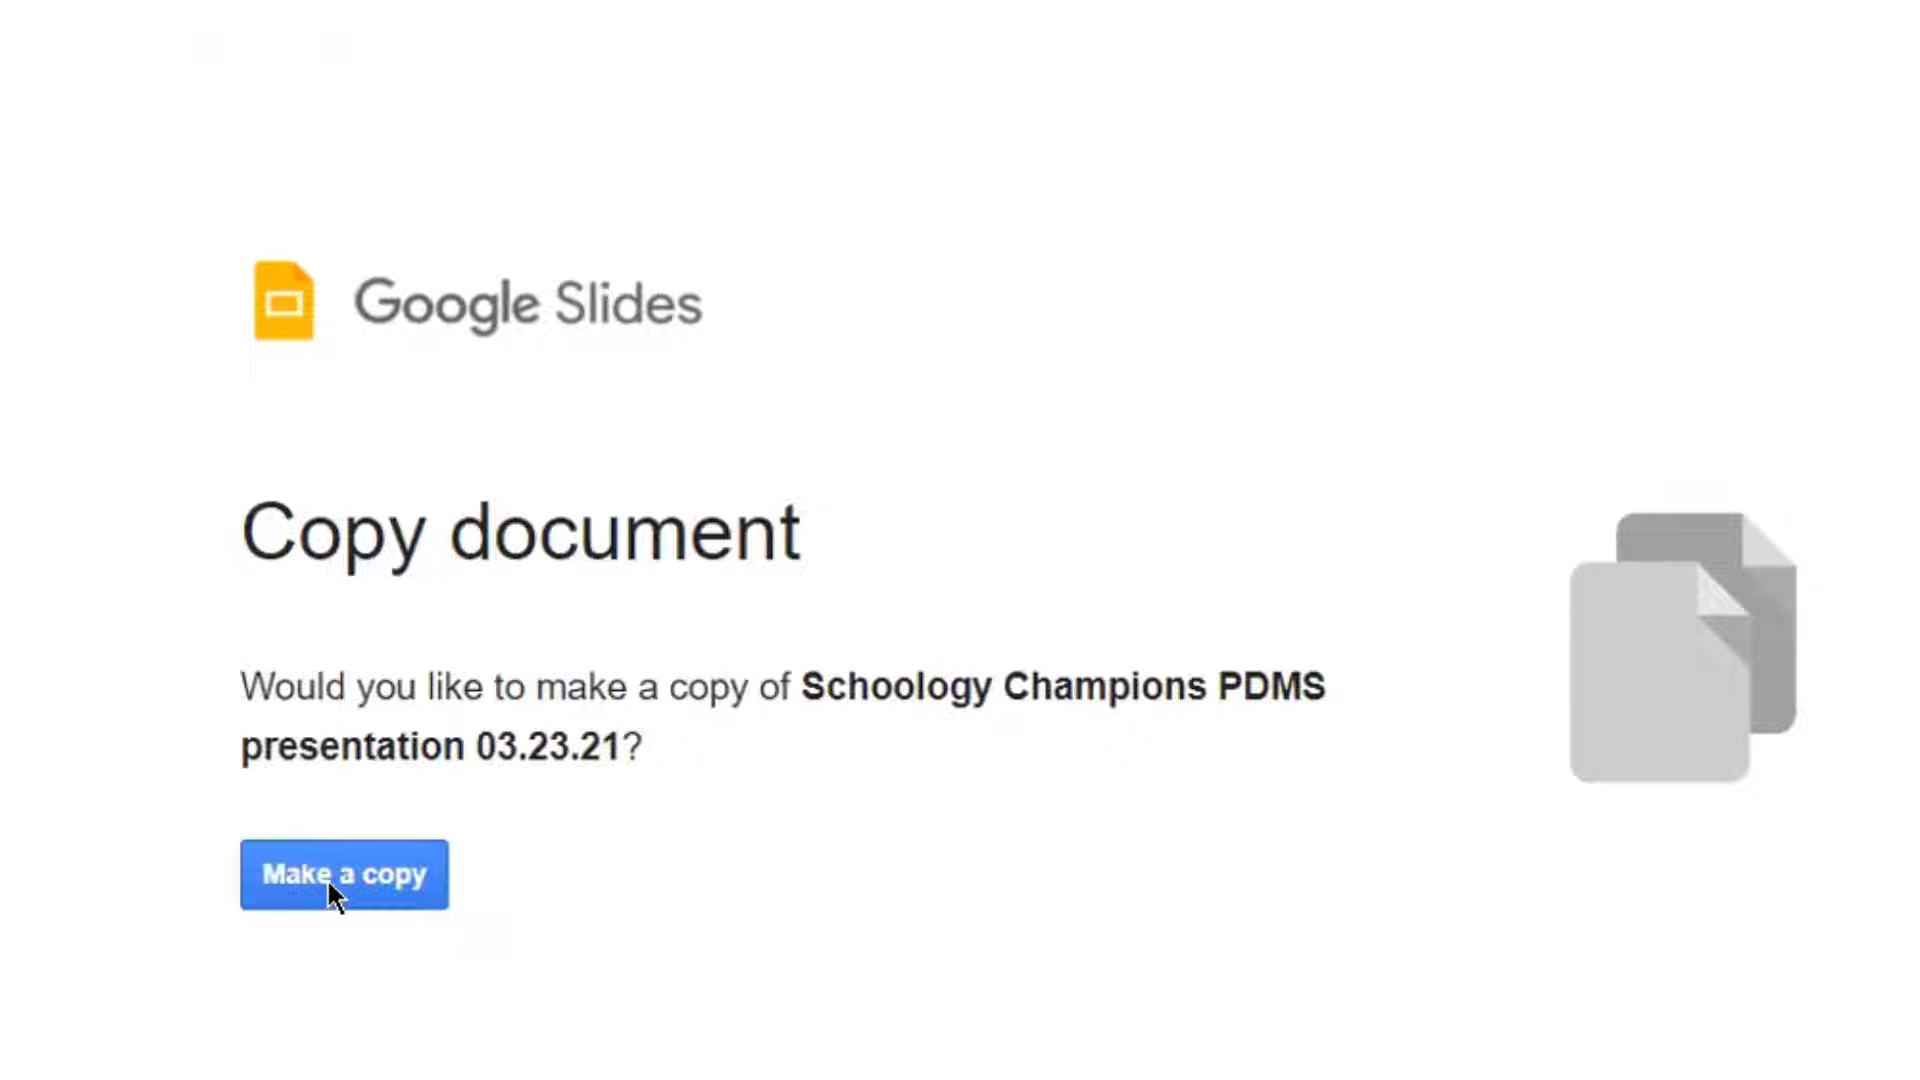 Google Slides
Copy document
Would you like to make a copy of Schoology Champions PDMS
presentation 03.23.21?
Make a copy